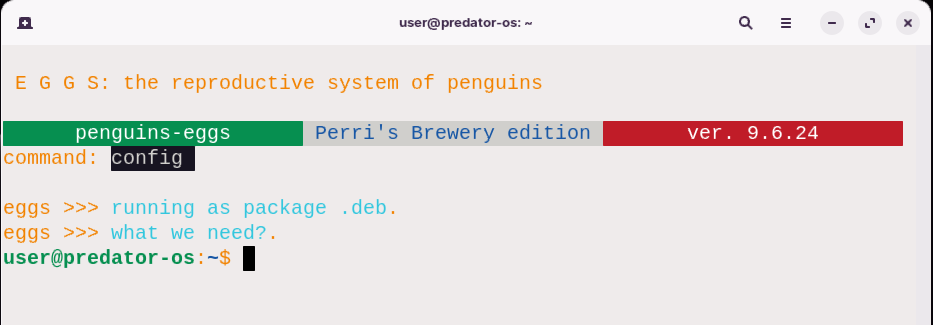 user@predator-os: ~
E G G S: the reproductive system of penguins
penguins-eggs Perri's Brewery edition ver. 9.6.24
command: config
eggs >>> running as package .deb.
eggs >>> what we need?.
user@predator-os:~$